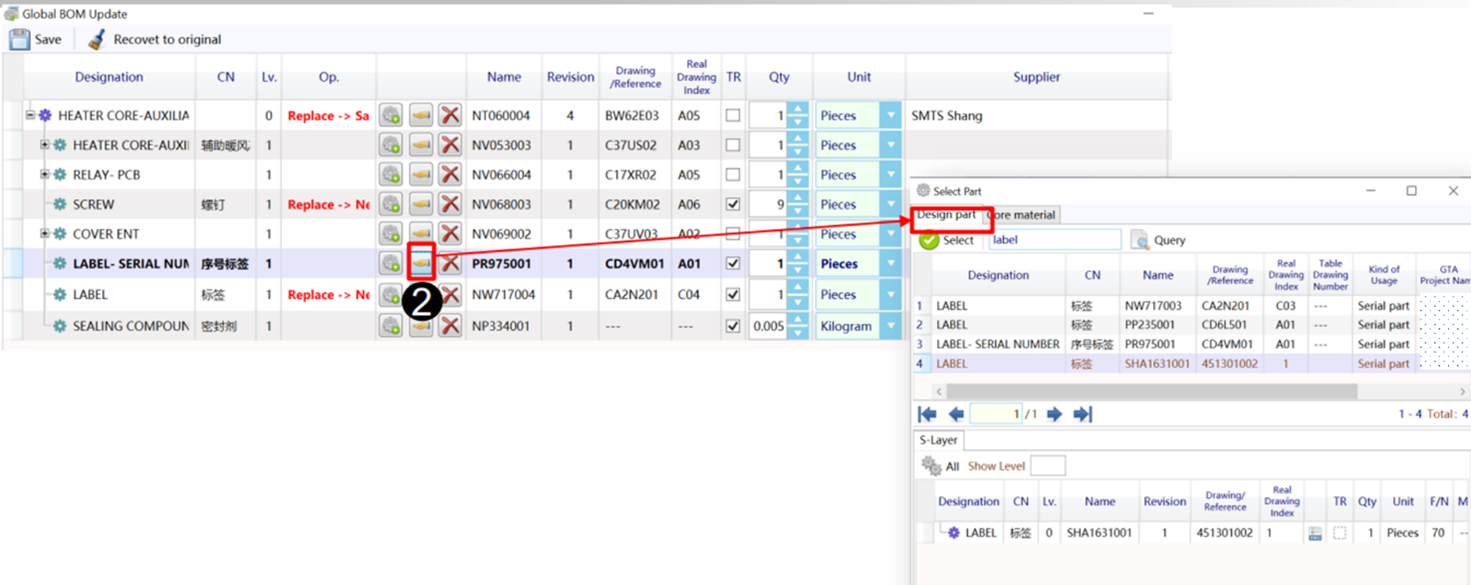 Global BOM Update
Save Recovet to original
Designation CN Lv. Op. Name Revision Drawing /Reference Real Drawing Index TR Qty Unit Supplier
HEATER CORE-AUXILIA 0 Replace -> Sa NT060004 4 BW62E03 A05 1 Pieces SMTS Shang
HEATER CORE-AUXI 辅助暖风 1 NV053003 1 C37US02 A03 1 Pieces
RELAY- PCB 1 NV066004 1 C17XR02 A05 1 Pieces
SCREW 螺钉 1 Replace -> Ne NV068003 1 C20KM02 A06 9 Pieces
COVER ENT 1 NV069002 1 C37UV03 A02 1 Pieces
LABEL- SERIAL NUM 序号标签 1 PR975001 1 CD4VM01 A01 1 Pieces
LABEL 标签 1 Replace -> Ne NW717004 1 CA2N201 C04 1 Pieces
SEALING COMPOUN 密封剂 1 NP334001 1 --- --- 0.005 Kilogram
2
Select Part
Design part Core material
Select label Query
Designation CN Name Drawing /Reference Real Drawing Index Table Drawing Number Kind of Usage GTA Project Nam
1 LABEL 标签 NW717003 CA2N201 C03 --- Serial part
2 LABEL 标签 PP235001 CD6L501 A01 --- Serial part
3 LABEL- SERIAL NUMBER 序号标签 PR975001 CD4VM01 A01 --- Serial part
4 LABEL 标签 SHA1631001 451301002 1 Serial part
1 /1 1 - 4 Total: 4
S-Layer
All Show Level
Designation CN Lv. Name Revision Drawing/ Reference Real Drawing Index TR Qty Unit F/N M
LABEL 标签 0 SHA1631001 1 451301002 1 1 Pieces 70 --